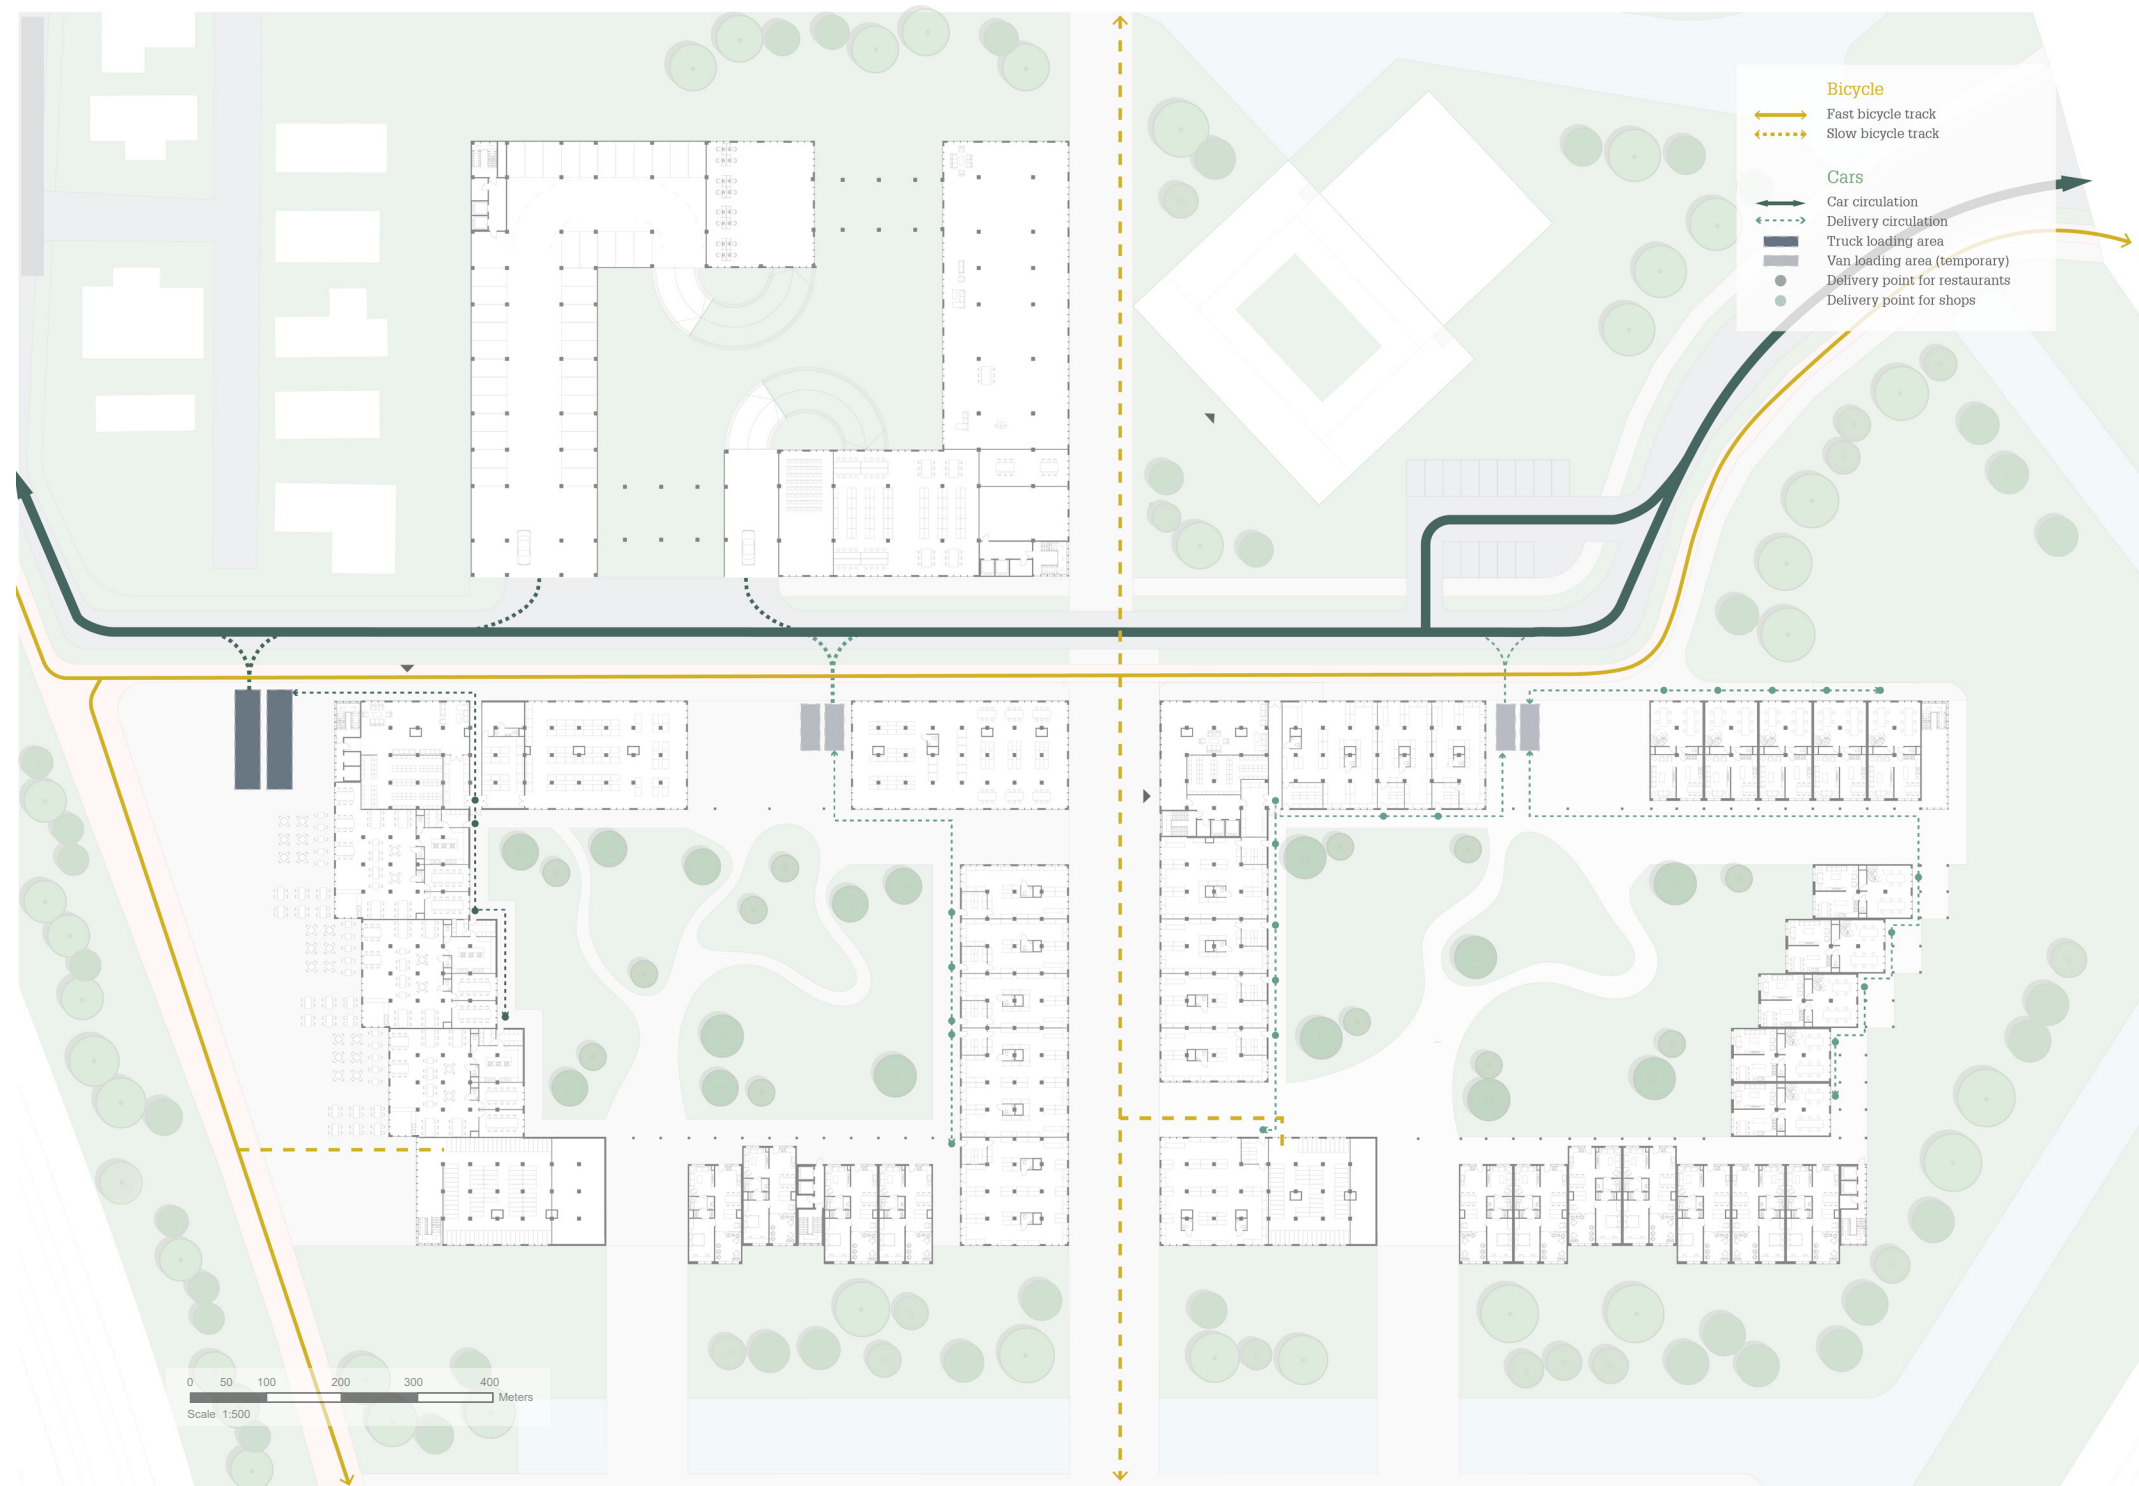 Bicycle
Fast bicycle track
Slow bicycle track
Cars
Car circulation
Delivery circulation
Truck loading area
Van loading area (temporary)
Delivery point for restaurants
Delivery point for shops
0 50 100 200 300 400
Meters
Scale 1:500